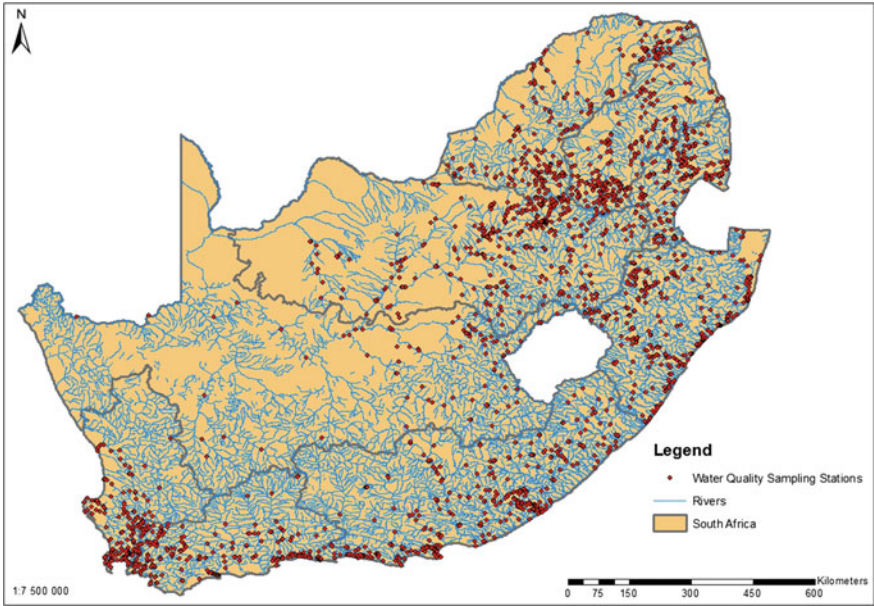 N
Legend
Water Quality Sampling Stations
Rivers
South Africa
1:7 500 000
Kilometers
0 75 150 300 450 600